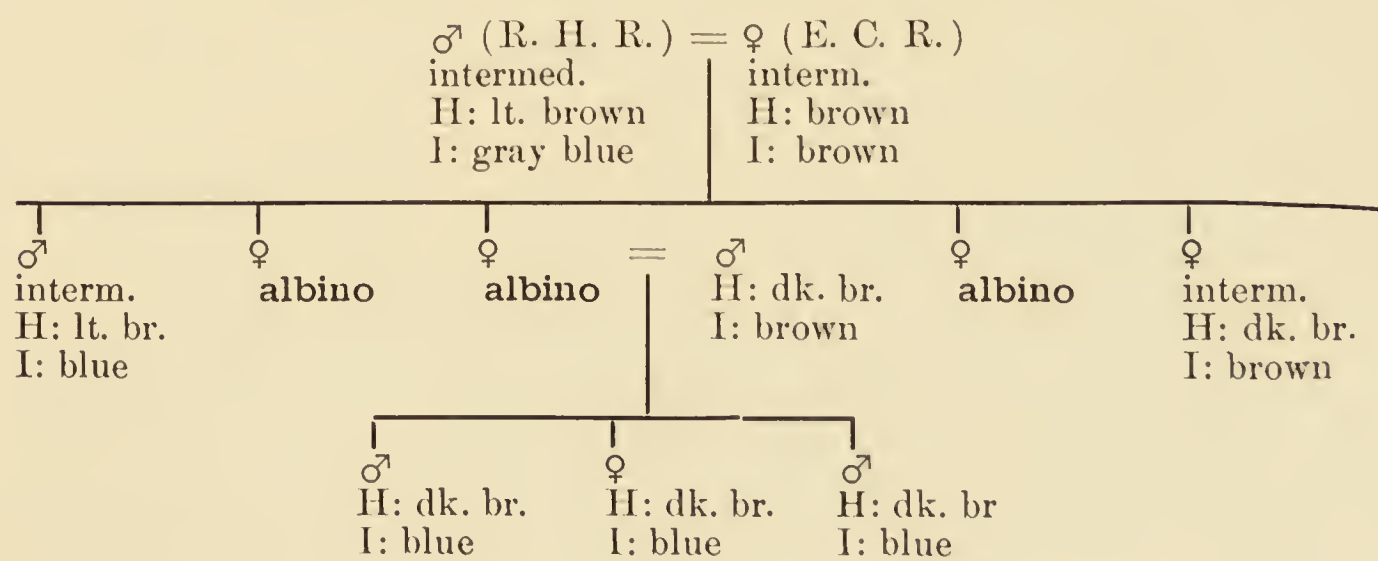 ♂ (R. H. R.) = ♀ (E. C. R.)
intermed. interm.
H: lt. brown H: brown
I: gray blue I: brown
♂ ♀ ♀ = ♂ ♀ ♀
interm. albino albino H: dk. br. albino interm.
H: lt. br. I: brown H: dk. br.
I: blue I: brown
♂ ♀ ♂
H: dk. br. H: dk. br. H: dk. br
I: blue I: blue I: blue